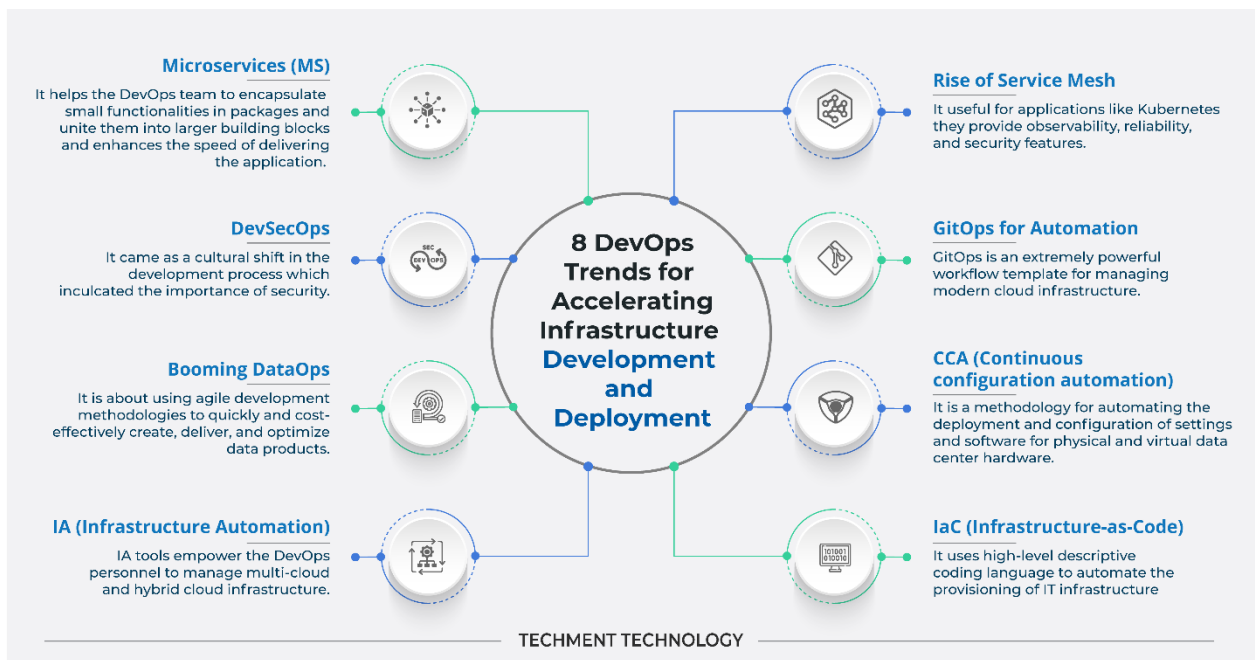 Microservices (MS)
It helps the DevOps team to encapsulate
small functionalities in packages and
unite them into larger building blocks
and enhances the speed of delivering
the application.
DevSecOps
It came as a cultural shift in the
development process which
inculcated the importance of security.
SEC
DEV OPS
Booming DataOps
It is about using agile development
methodologies to quickly and cost-
effectively create, deliver, and optimize
data products.
IA (Infrastructure Automation)
IA tools empower the DevOps
personnel to manage multi-cloud
and hybrid cloud infrastructure.
8 DevOps
Trends for
Accelerating
Infrastructure
Development
and
Deployment
Rise of Service Mesh
It useful for applications like Kubernetes
they provide observability, reliability,
and security features.
GitOps for Automation
GitOps is an extremely powerful
workflow template for managing
modern cloud infrastructure.
CCA (Continuous
configuration automation)
It is a methodology for automating the
deployment and configuration of settings
and software for physical and virtual data
center hardware.
IaC (Infrastructure-as-Code)
It uses high-level descriptive
coding language to automate the
provisioning of IT infrastructure
101001
010010
TECHMENT TECHNOLOGY